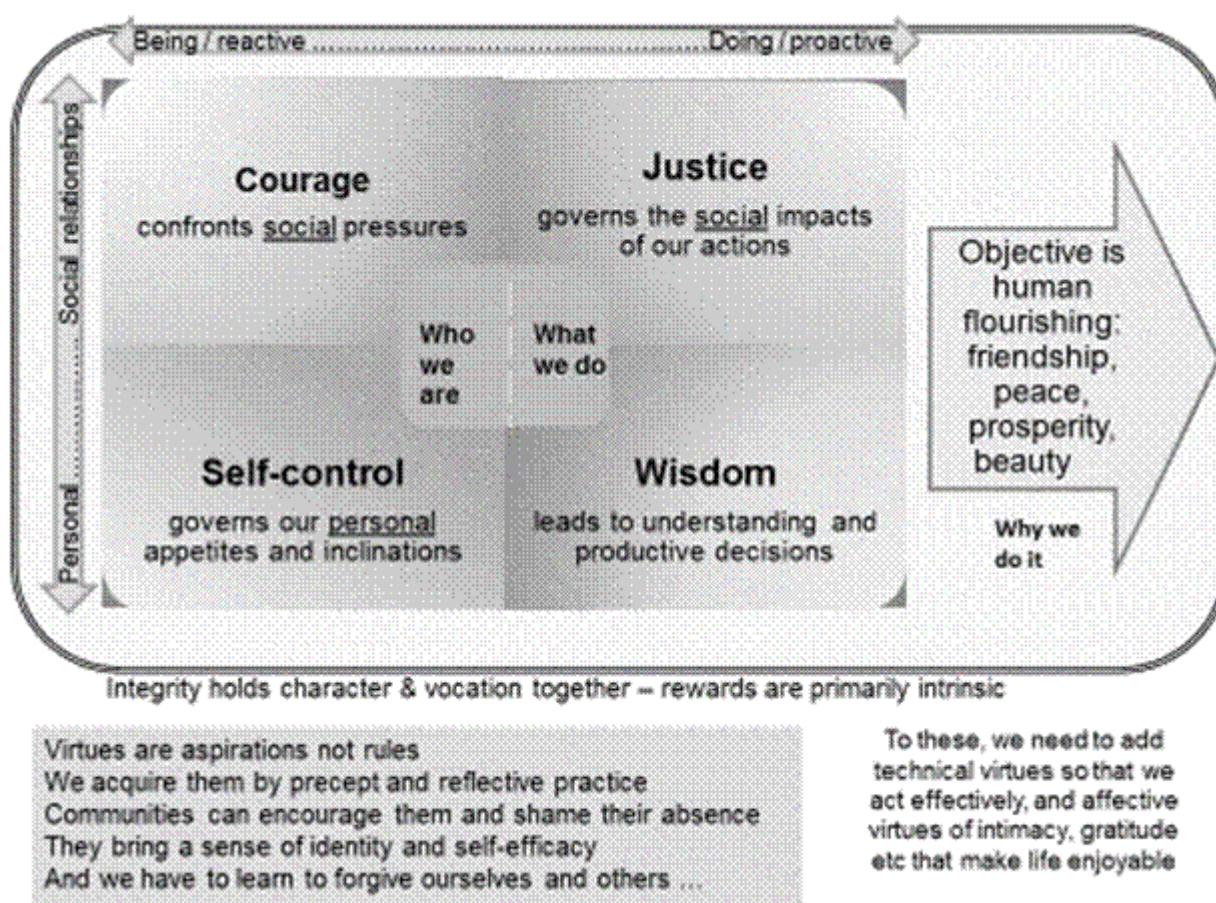 Being / reactive ................................................................ Doing / proactive
Personal................... Social relationships
Courage
confronts social pressures
Justice
governs the social impacts
of our actions
Who
we
are
What
we do
Self-control
governs our personal
appetites and inclinations
Wisdom
leads to understanding and
productive decisions
Objective is
human
flourishing:
friendship,
peace,
prosperity,
beauty
Why we
do it
Integrity holds character & vocation together – rewards are primarily intrinsic
Virtues are aspirations not rules
We acquire them by precept and reflective practice
Communities can encourage them and shame their absence
They bring a sense of identity and self-efficacy
And we have to learn to forgive ourselves and others ...
To these, we need to add
technical virtues so that we
act effectively, and affective
virtues of intimacy, gratitude
etc that make life enjoyable